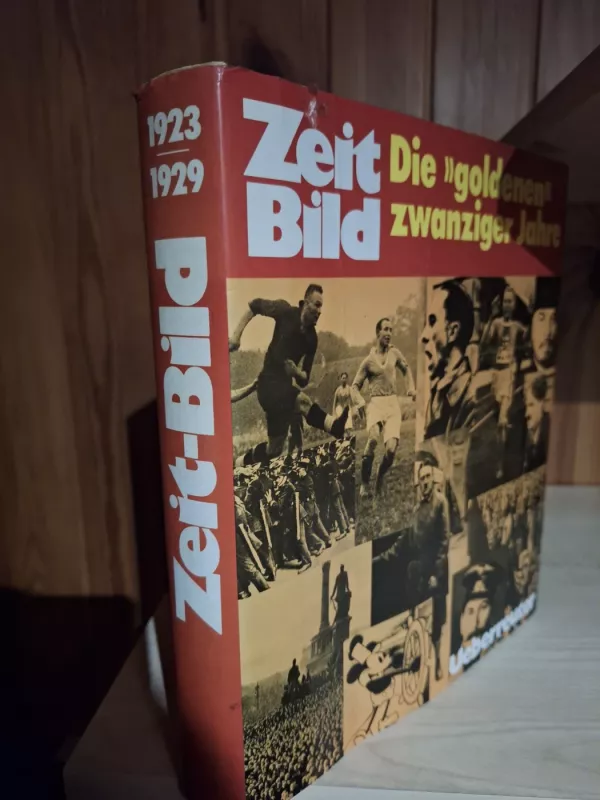 1923
1929
Zeit-Bild
Zeit
Bild
Die »goldenen«
zwanziger Jahre
Ueberreuter